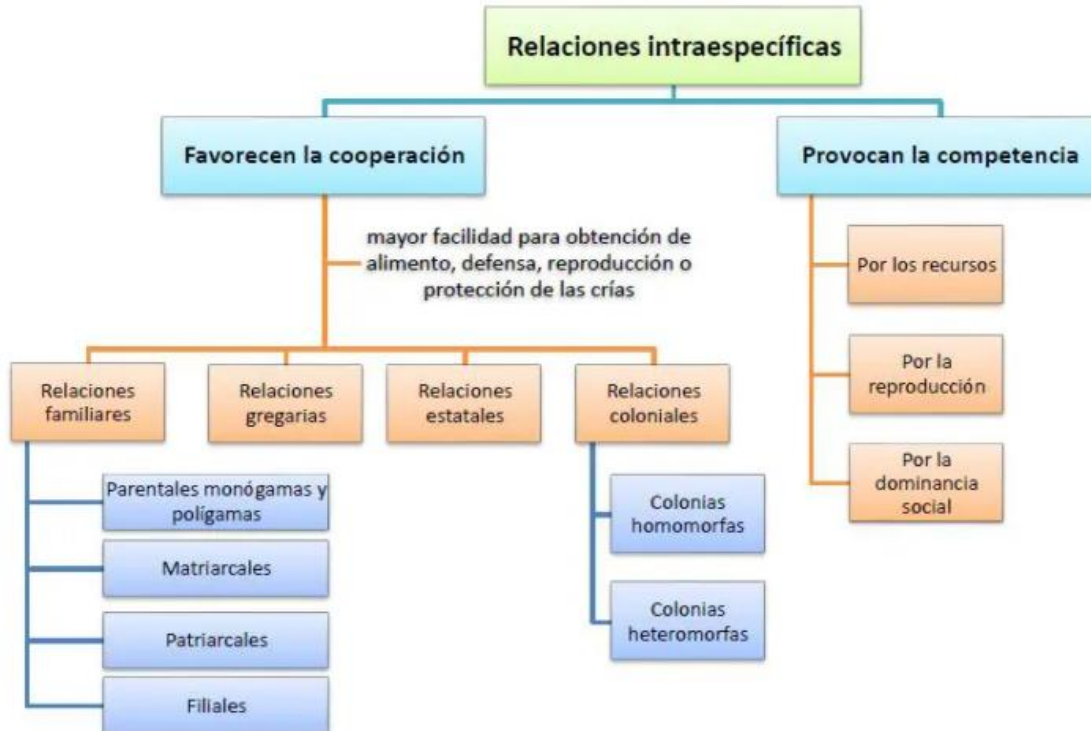 Relaciones intraespecíficas
Favorecen la cooperación
Provocan la competencia
mayor facilidad para obtención de
alimento, defensa, reproducción o
protección de las crías
Por los recursos
Por la
reproducción
Por la
dominancia
social
Relaciones
familiares
Relaciones
gregarias
Relaciones
estatales
Relaciones
coloniales
Parentales monógamas y
polígamas
Matriarcales
Patriarcales
Filiales
Colonias
homomorfas
Colonias
heteromorfas